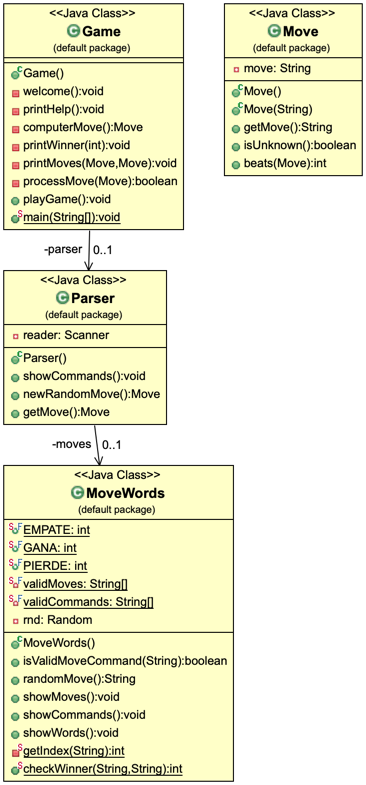 <<Java Class>>
Game
(default package)
Game()
welcome():void
printHelp():void
computerMove():Move
printWinner(int):void
printMoves(Move,Move):void
processMove(Move):boolean
playGame():void
main(String[]):void
<<Java Class>>
Move
(default package)
move: String
Move()
Move(String)
getMove():String
isUnknown():boolean
beats(Move):int
-parser 0..1
<<Java Class>>
Parser
(default package)
reader: Scanner
Parser()
showCommands():void
newRandomMove():Move
getMove():Move
-moves 0..1
<<Java Class>>
MoveWords
(default package)
EMPATE: int
GANA: int
PIERDE: int
validMoves: String[]
validCommands: String[]
rnd: Random
MoveWords()
isValidMoveCommand(String):boolean
randomMove():String
showMoves():void
showCommands():void
showWords():void
getIndex(String):int
checkWinner(String,String):int